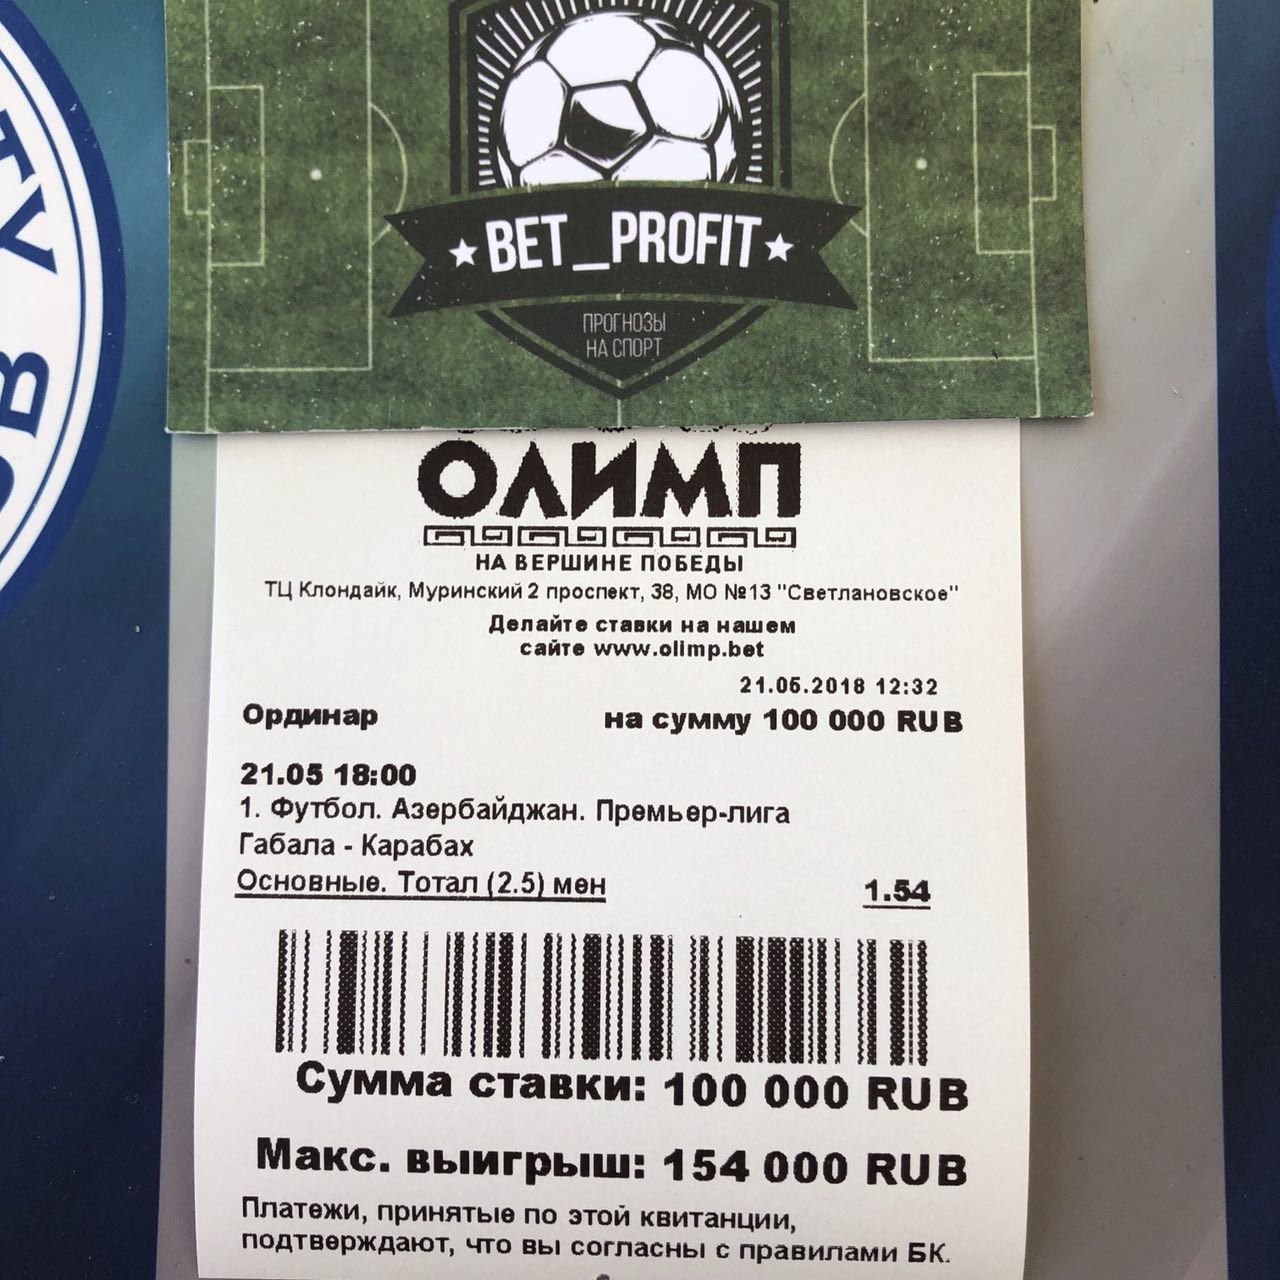 BET_PROFIT
ПРОГНОЗЫ
НА СПОРТ
ОЛИМП
НА ВЕРШИНЕ ПОБЕДЫ
ТЦ Клондайк, Муринский 2 проспект, 38, МО №13 "Светлановское"
Делайте ставки на нашем
сайте www.olimp.bet
21.05.2018 12:32
Ординар на сумму 100 000 RUB
21.05 18:00
1. Футбол. Азербайджан. Премьер-лига
Габала - Карабах
Основные. Тотал (2.5) мен 1.54
Сумма ставки: 100 000 RUB
Макс. выигрыш: 154 000 RUB
Платежи, принятые по этой квитанции,
подтверждают, что вы согласны с правилами БК.